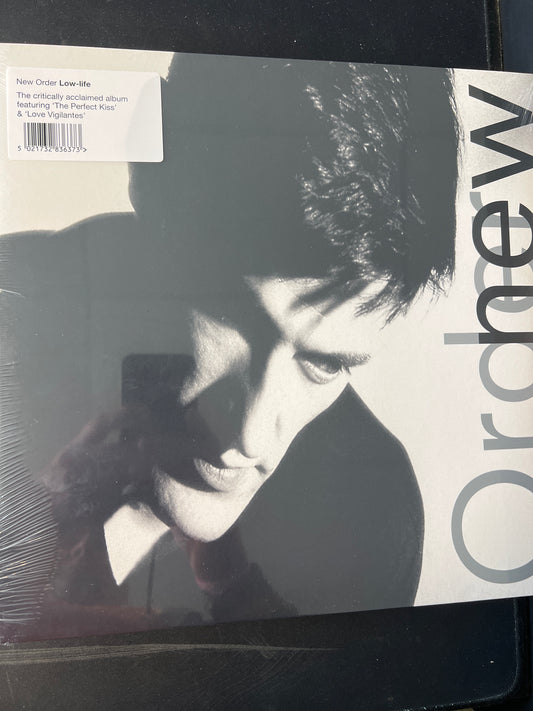 New Order Low-life
The critically acclaimed album
featuring 'The Perfect Kiss'
& 'Love Vigilantes'
5 021732 836373 >
new
Order